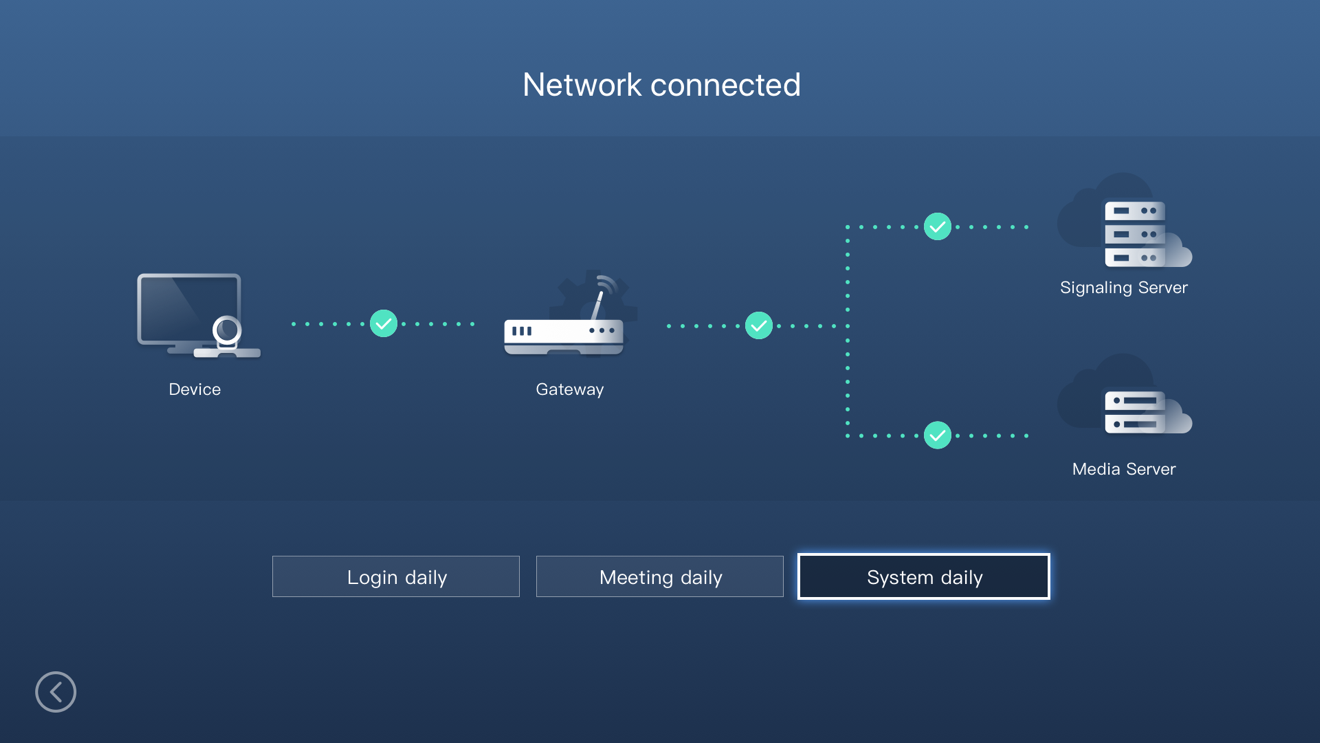 Network connected
Signaling Server
Device
Gateway
Media Server
Login daily
Meeting daily
System daily